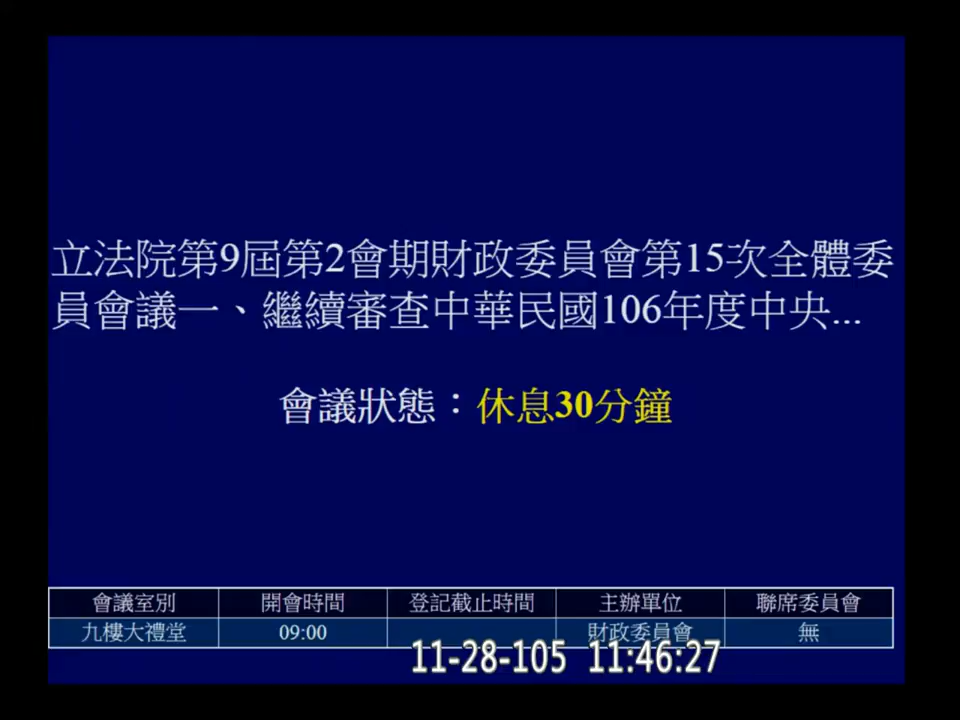 立法院第9屆第2會期財政委員會第15次全體委
員會議一、繼續審查中華民國106年度中央...
會議狀態：休息30分鐘
會議室別 開會時間 登記截止時間 主辦單位 聯席委員會
九樓大禮堂 09:00 財政委員會 無
11-28-105 11:46:27